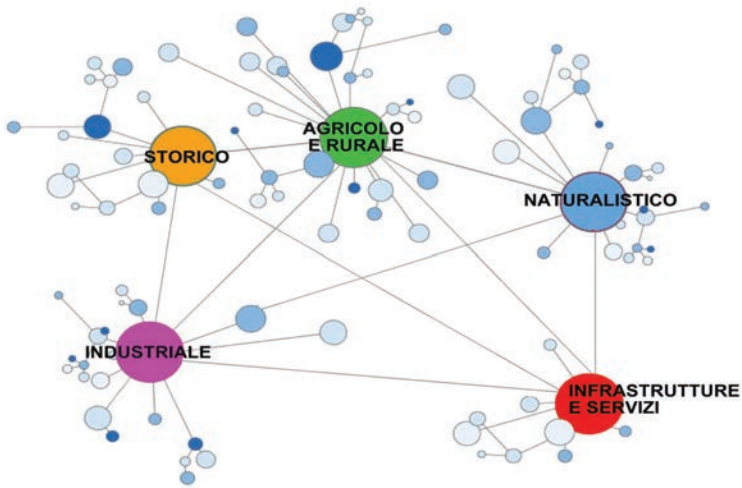 AGRICOLO
E RURALE
STORICO
NATURALISTICO
INDUSTRIALE
INFRASTRUTTURE
E SERVIZI